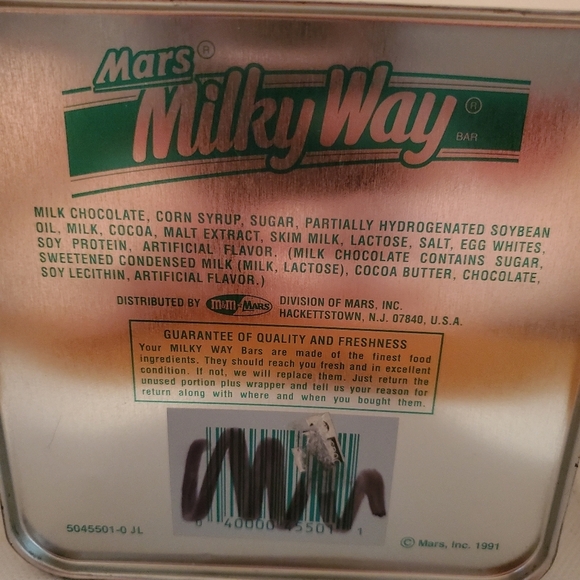 Mars ®
Milky Way ®
BAR
MILK CHOCOLATE, CORN SYRUP, SUGAR, PARTIALLY HYDROGENATED SOYBEAN
OIL, MILK, COCOA, MALT EXTRACT, SKIM MILK, LACTOSE, SALT, EGG WHITES,
SOY PROTEIN, ARTIFICIAL FLAVOR. (MILK CHOCOLATE CONTAINS SUGAR,
SWEETENED CONDENSED MILK (MILK, LACTOSE), COCOA BUTTER, CHOCOLATE,
SOY LECITHIN, ARTIFICIAL FLAVOR.)
DISTRIBUTED BY M&M MARS DIVISION OF MARS, INC.
HACKETTSTOWN, N.J. 07840, U.S.A.
GUARANTEE OF QUALITY AND FRESHNESS
Your MILKY WAY Bars are made of the finest food
ingredients. They should reach you fresh and in excellent
condition. If not, we will replace them. Just return the
unused portion plus wrapper and tell us your reason for
return along with where and when you bought them.
0 40000 1
5045501-0 JL
© Mars, Inc. 1991